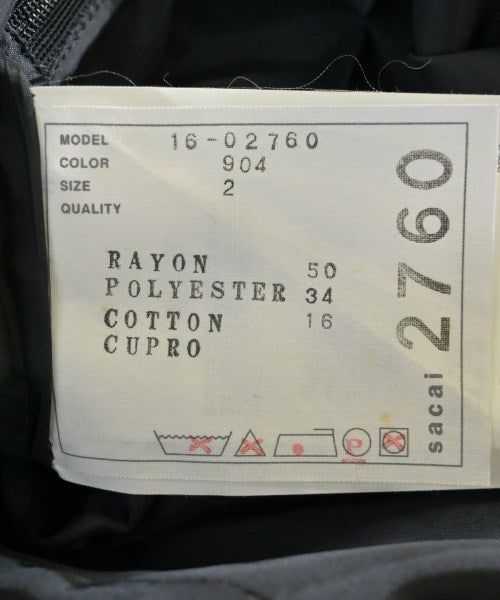 MODEL 16-02760
COLOR 904
SIZE 2
QUALITY
RAYON 50
POLYESTER 34
COTTON 16
CUPRO
P
sacai 2760